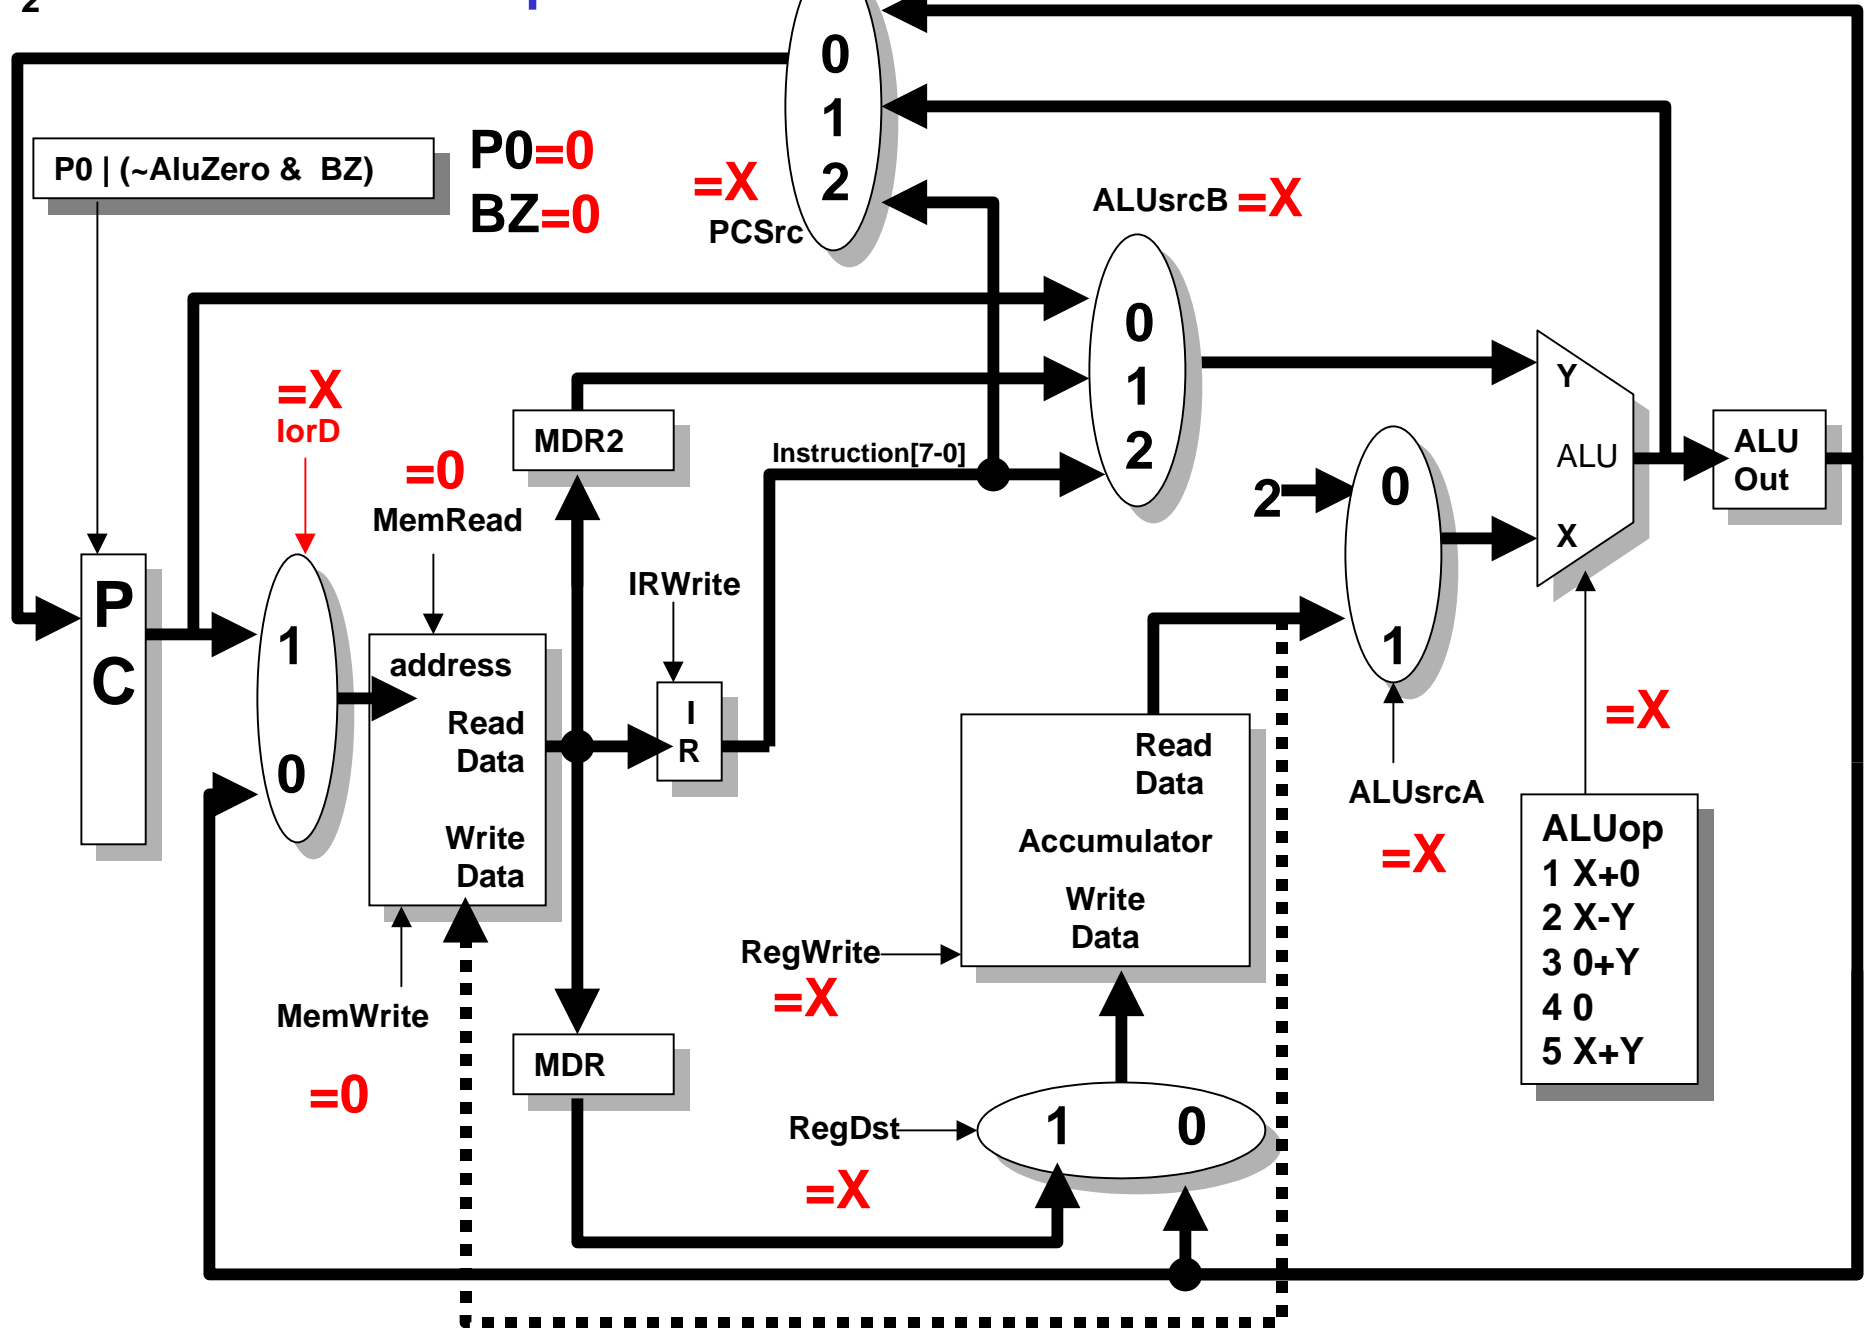 2
0
1
2
P0 | (~AluZero & BZ)
P0=0
BZ=0
=X
PCSrc
ALUsrcB =X
0
1
2
=X
IorD
=0
MemRead
MDR2
Instruction[7-0]
2
0
1
Y
ALU
X
ALU
Out
P
C
1
0
address
Read
Data
Write
Data
IRWrite
I
R
Read
Data
Accumulator
Write
Data
ALUsrcA
=X
=X
ALUop
1 X+0
2 X-Y
3 0+Y
4 0
5 X+Y
RegWrite
=X
MemWrite
=0
MDR
RegDst
=X
1 0